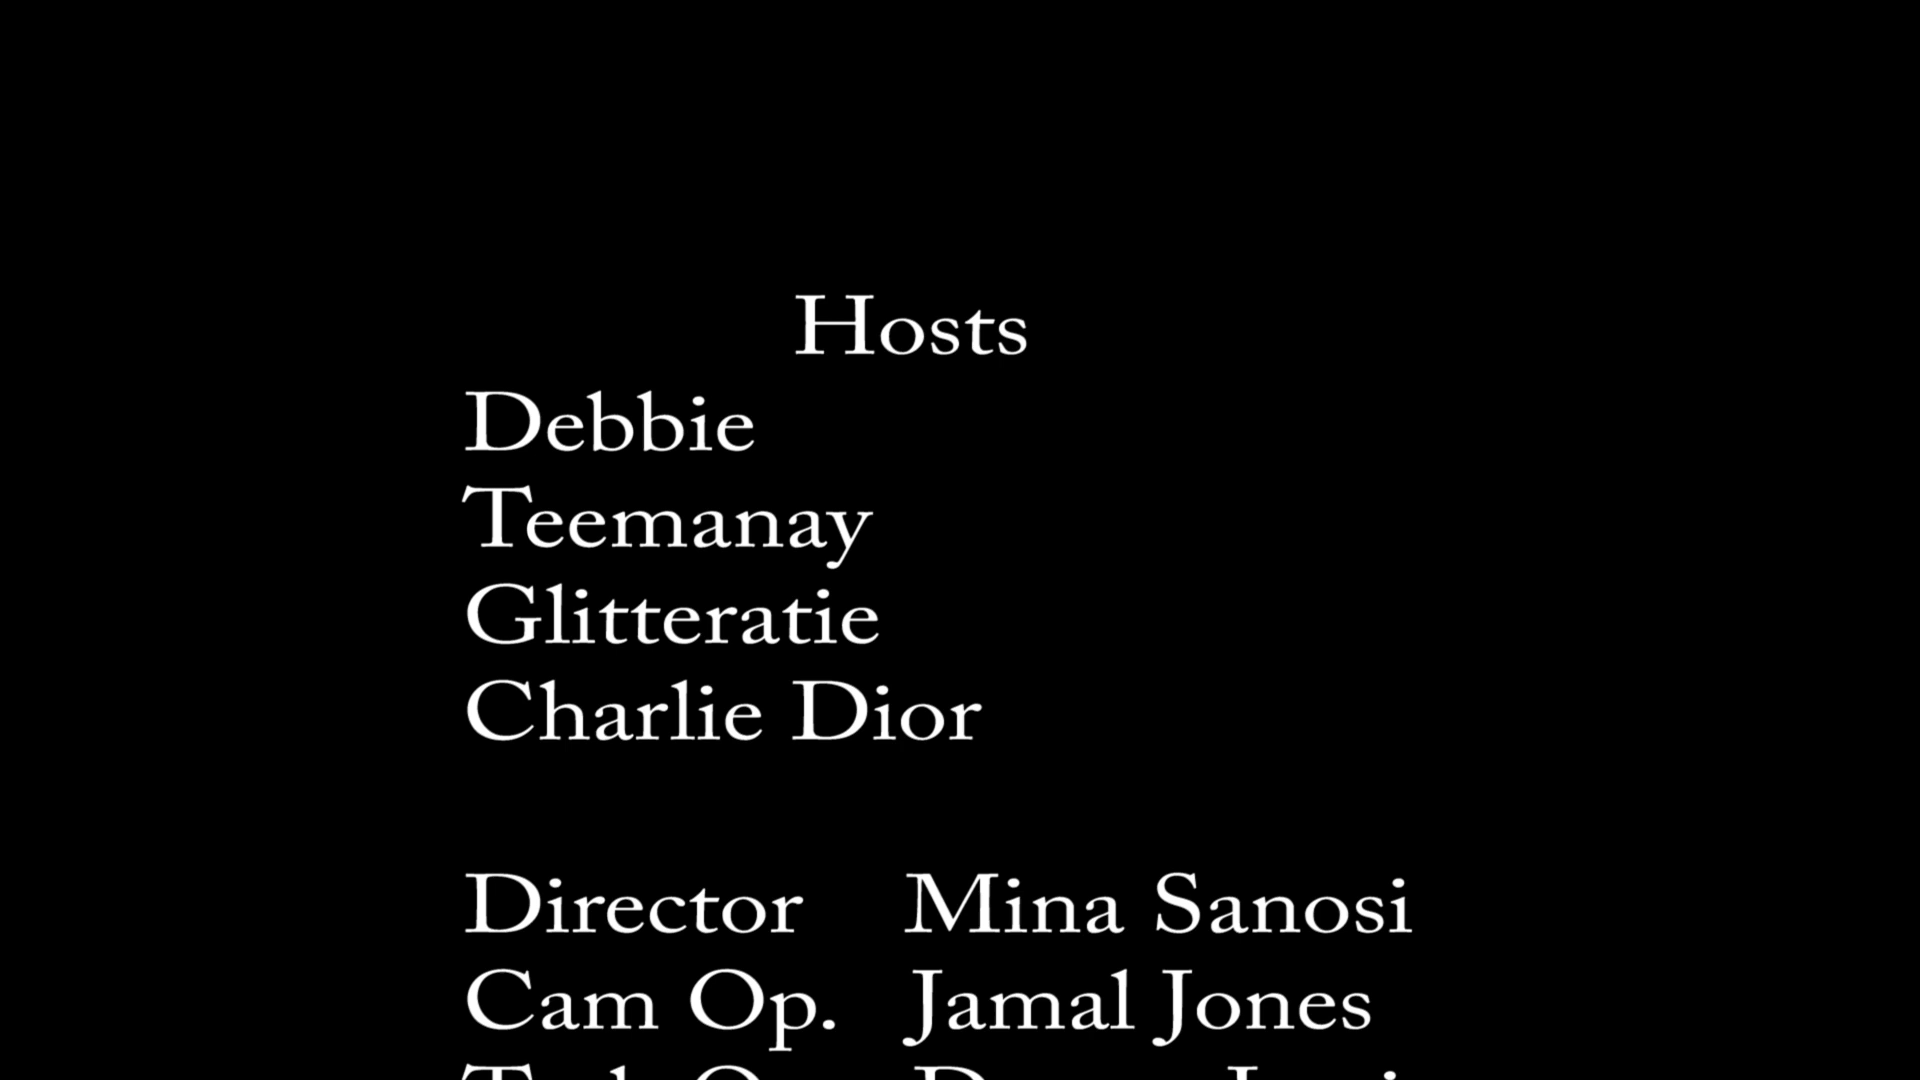 Hosts
Debbie
Teemanay
Glitteratie
Charlie Dior
Director Mina Sanosi
Cam Op. Jamal Jones